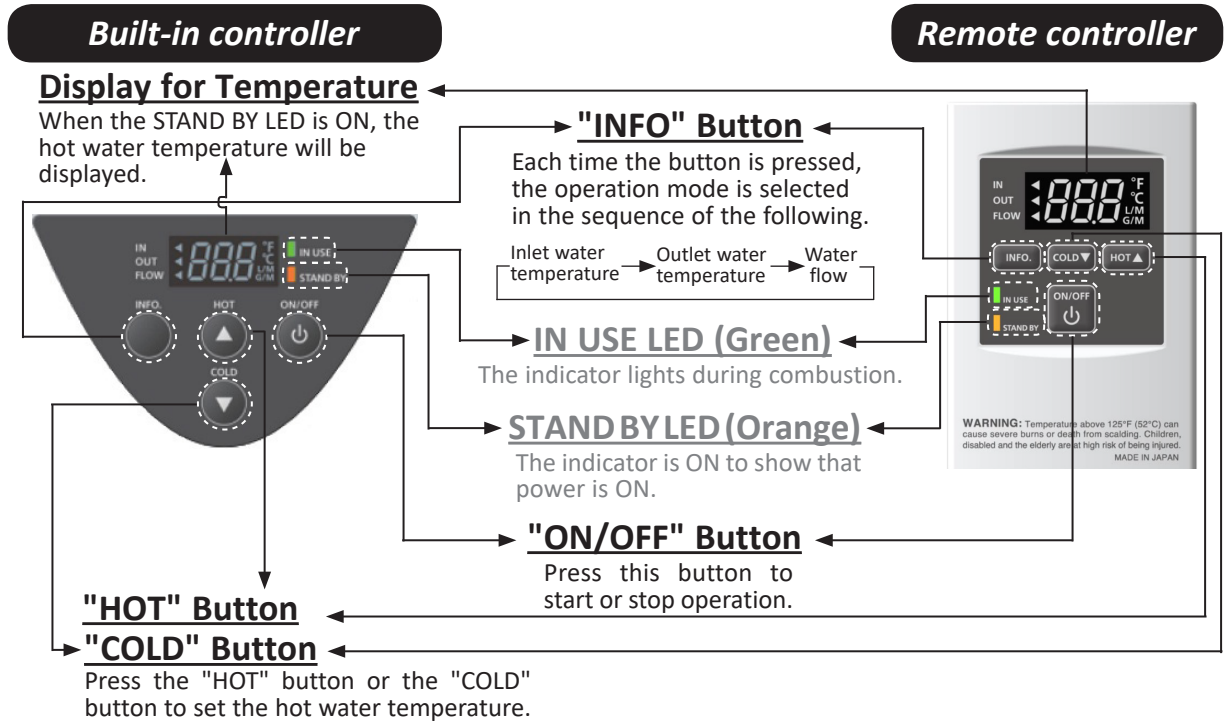 Built-in controller
Remote controller
Display for Temperature
When the STAND BY LED is ON, the
hot water temperature will be
displayed.
"INFO" Button
Each time the button is pressed,
the operation mode is selected
in the sequence of the following.
Inlet water
temperature
Outlet water
temperature
Water
flow
IN
OUT
FLOW
888
°F
°C
L/M
G/M
IN USE
STAND BY
INFO.
HOT
ON/OFF
COLD
IN
OUT
FLOW
888
°F
°C
L/M
G/M
INFO.
COLD▼
HOT▲
IN USE
ON/OFF
STAND BY
WARNING: Temperature above 125°F (52°C) can
cause severe burns or death from scalding. Children,
disabled and the elderly are at high risk of being injured.
MADE IN JAPAN
IN USE LED (Green)
The indicator lights during combustion.
STAND BY LED (Orange)
The indicator is ON to show that
power is ON.
"ON/OFF" Button
Press this button to
start or stop operation.
"HOT" Button
"COLD" Button
Press the "HOT" button or the "COLD"
button to set the hot water temperature.